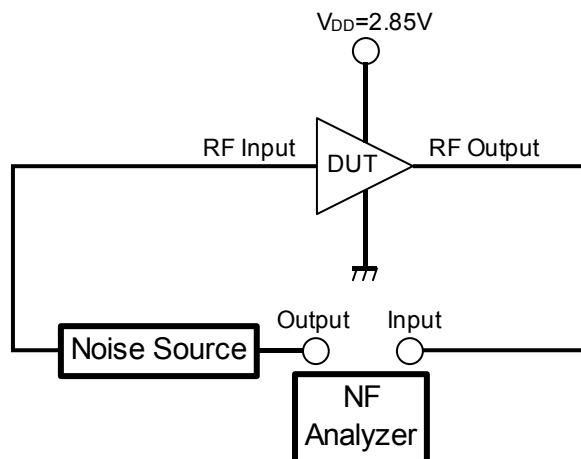 VDD=2.85V
RF Input
DUT
RF Output
Output
Input
Noise Source
NF
Analyzer